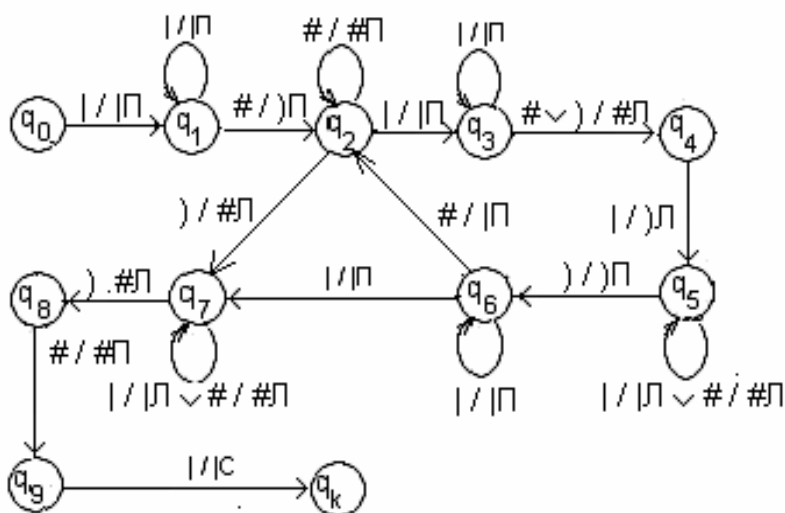 | / |П # / #П | / |П
q0 | / |П q1 # / )П q2 | / |П q3 # ∨ ) / #Л q4
) / #Л # / |П | / )Л
q8 ) .#Л q7 | / |П q6 ) / )П q5
# / #П | / |Л ∨ # / #Л | / |П | / |Л ∨ # / #Л
q9 | / |С qk